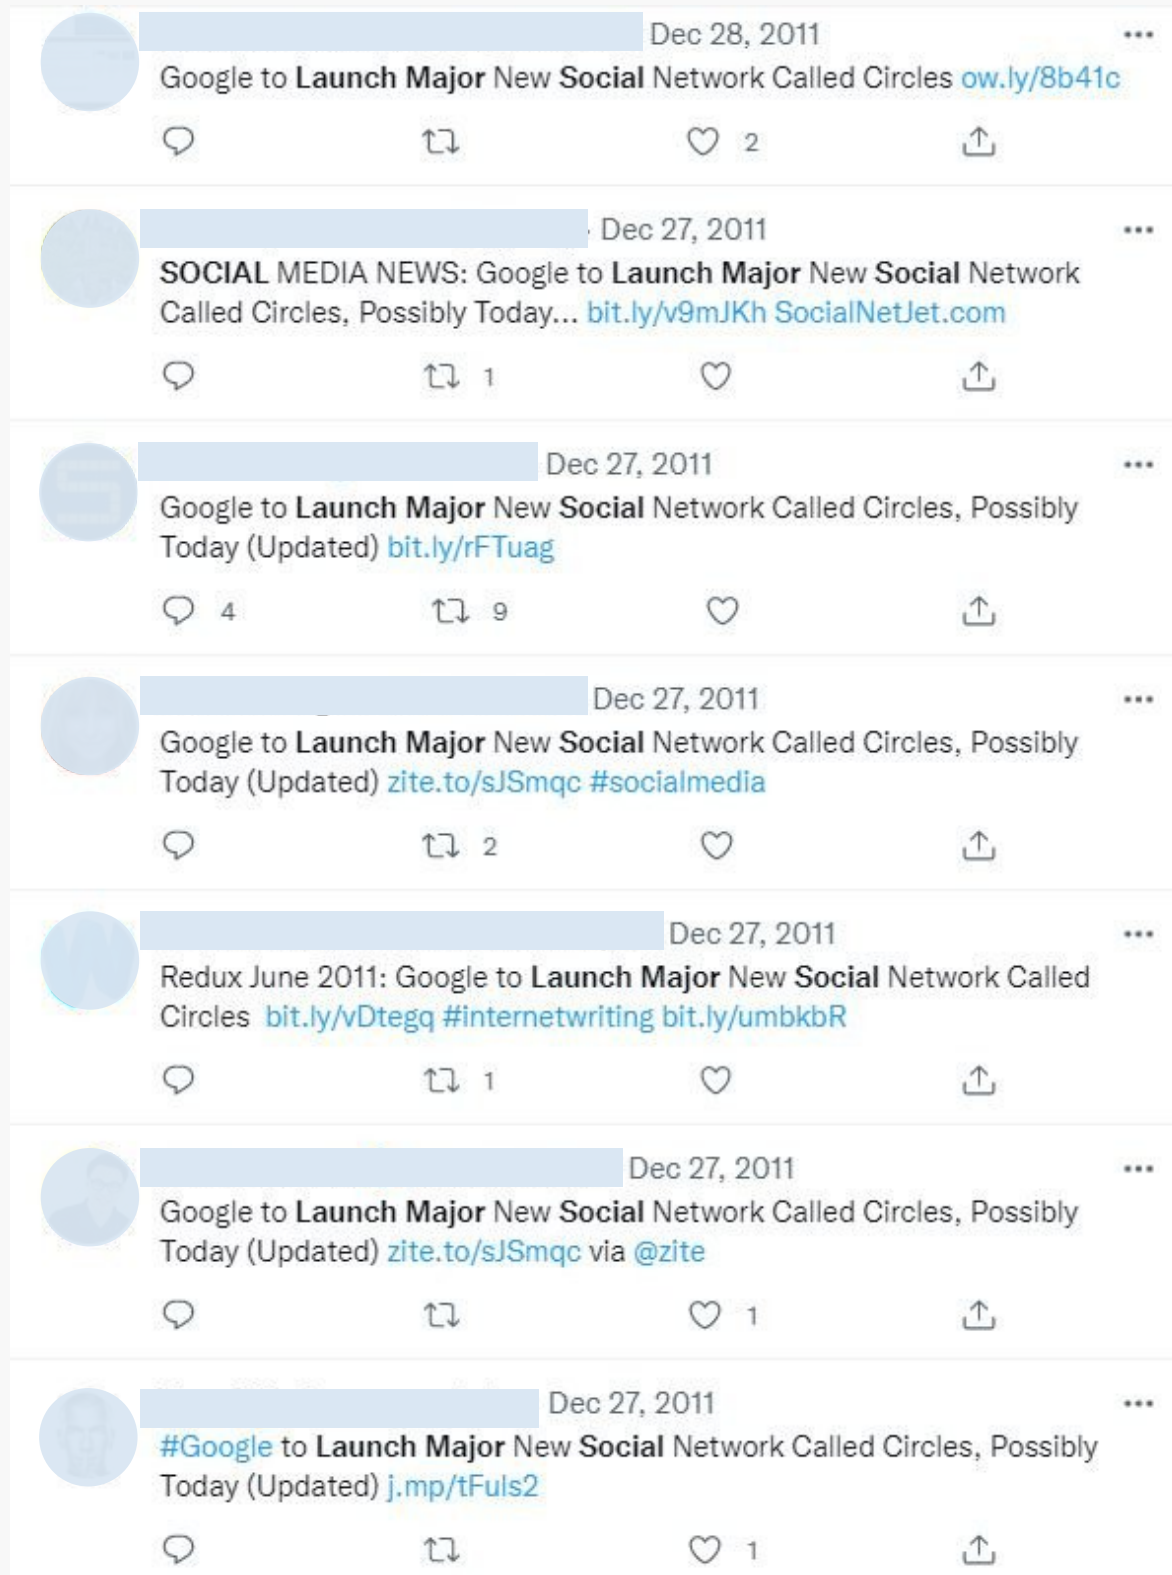 Dec 28, 2011
Google to Launch Major New Social Network Called Circles ow.ly/8b41c
2
· Dec 27, 2011
SOCIAL MEDIA NEWS: Google to Launch Major New Social Network
Called Circles, Possibly Today... bit.ly/v9mJKh SocialNetJet.com
1
Dec 27, 2011
Google to Launch Major New Social Network Called Circles, Possibly
Today (Updated) bit.ly/rFTuag
4 9
Dec 27, 2011
Google to Launch Major New Social Network Called Circles, Possibly
Today (Updated) zite.to/sJSmqc #socialmedia
2
Dec 27, 2011
Redux June 2011: Google to Launch Major New Social Network Called
Circles bit.ly/vDtegq #internetwriting bit.ly/umbkbR
1
Dec 27, 2011
Google to Launch Major New Social Network Called Circles, Possibly
Today (Updated) zite.to/sJSmqc via @zite
1
Dec 27, 2011
#Google to Launch Major New Social Network Called Circles, Possibly
Today (Updated) j.mp/tFuls2
1